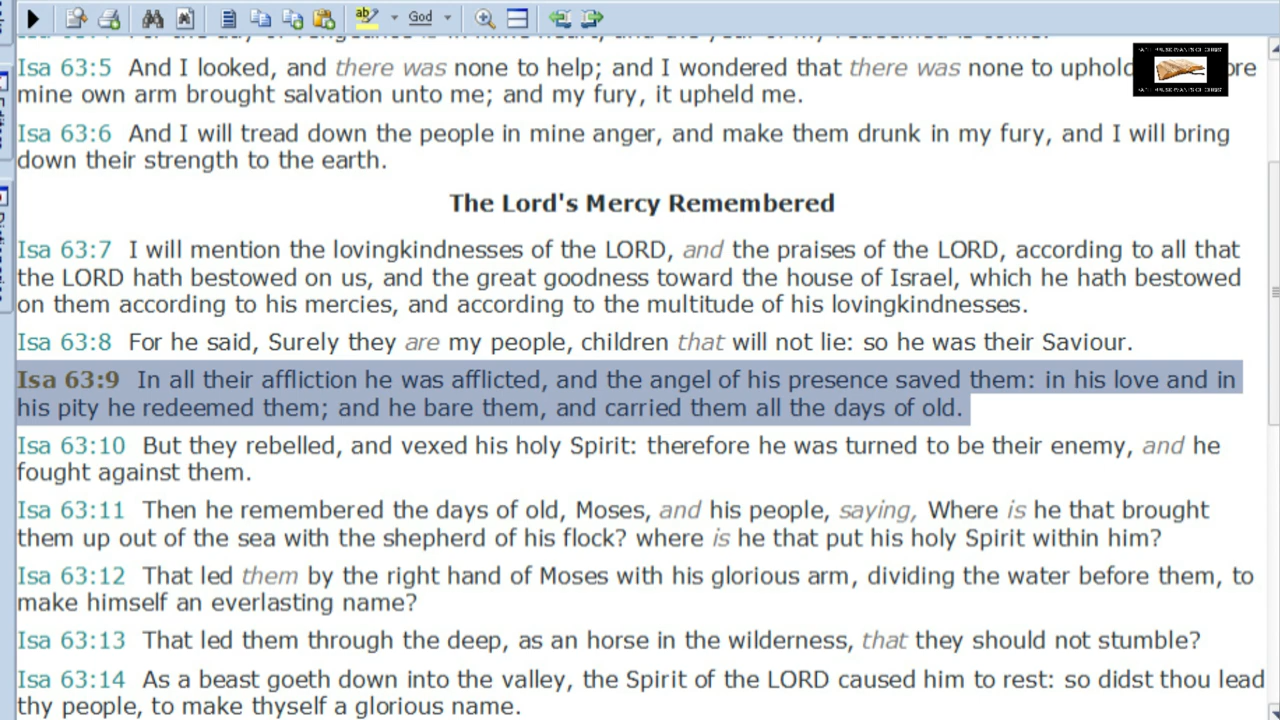 God
Isa 63:5 And I looked, and there was none to help; and I wondered that there was none to uphold
mine own arm brought salvation unto me; and my fury, it upheld me.
Isa 63:6 And I will tread down the people in mine anger, and make them drunk in my fury, and I will bring
down their strength to the earth.
The Lord's Mercy Remembered
Isa 63:7 I will mention the lovingkindnesses of the LORD, and the praises of the LORD, according to all that
the LORD hath bestowed on us, and the great goodness toward the house of Israel, which he hath bestowed
on them according to his mercies, and according to the multitude of his lovingkindnesses.
Isa 63:8 For he said, Surely they are my people, children that will not lie: so he was their Saviour.
Isa 63:9 In all their affliction he was afflicted, and the angel of his presence saved them: in his love and in
his pity he redeemed them; and he bare them, and carried them all the days of old.
Isa 63:10 But they rebelled, and vexed his holy Spirit: therefore he was turned to be their enemy, and he
fought against them.
Isa 63:11 Then he remembered the days of old, Moses, and his people, saying, Where is he that brought
them up out of the sea with the shepherd of his flock? where is he that put his holy Spirit within him?
Isa 63:12 That led them by the right hand of Moses with his glorious arm, dividing the water before them, to
make himself an everlasting name?
Isa 63:13 That led them through the deep, as an horse in the wilderness, that they should not stumble?
Isa 63:14 As a beast goeth down into the valley, the Spirit of the LORD caused him to rest: so didst thou lead
thy people, to make thyself a glorious name.